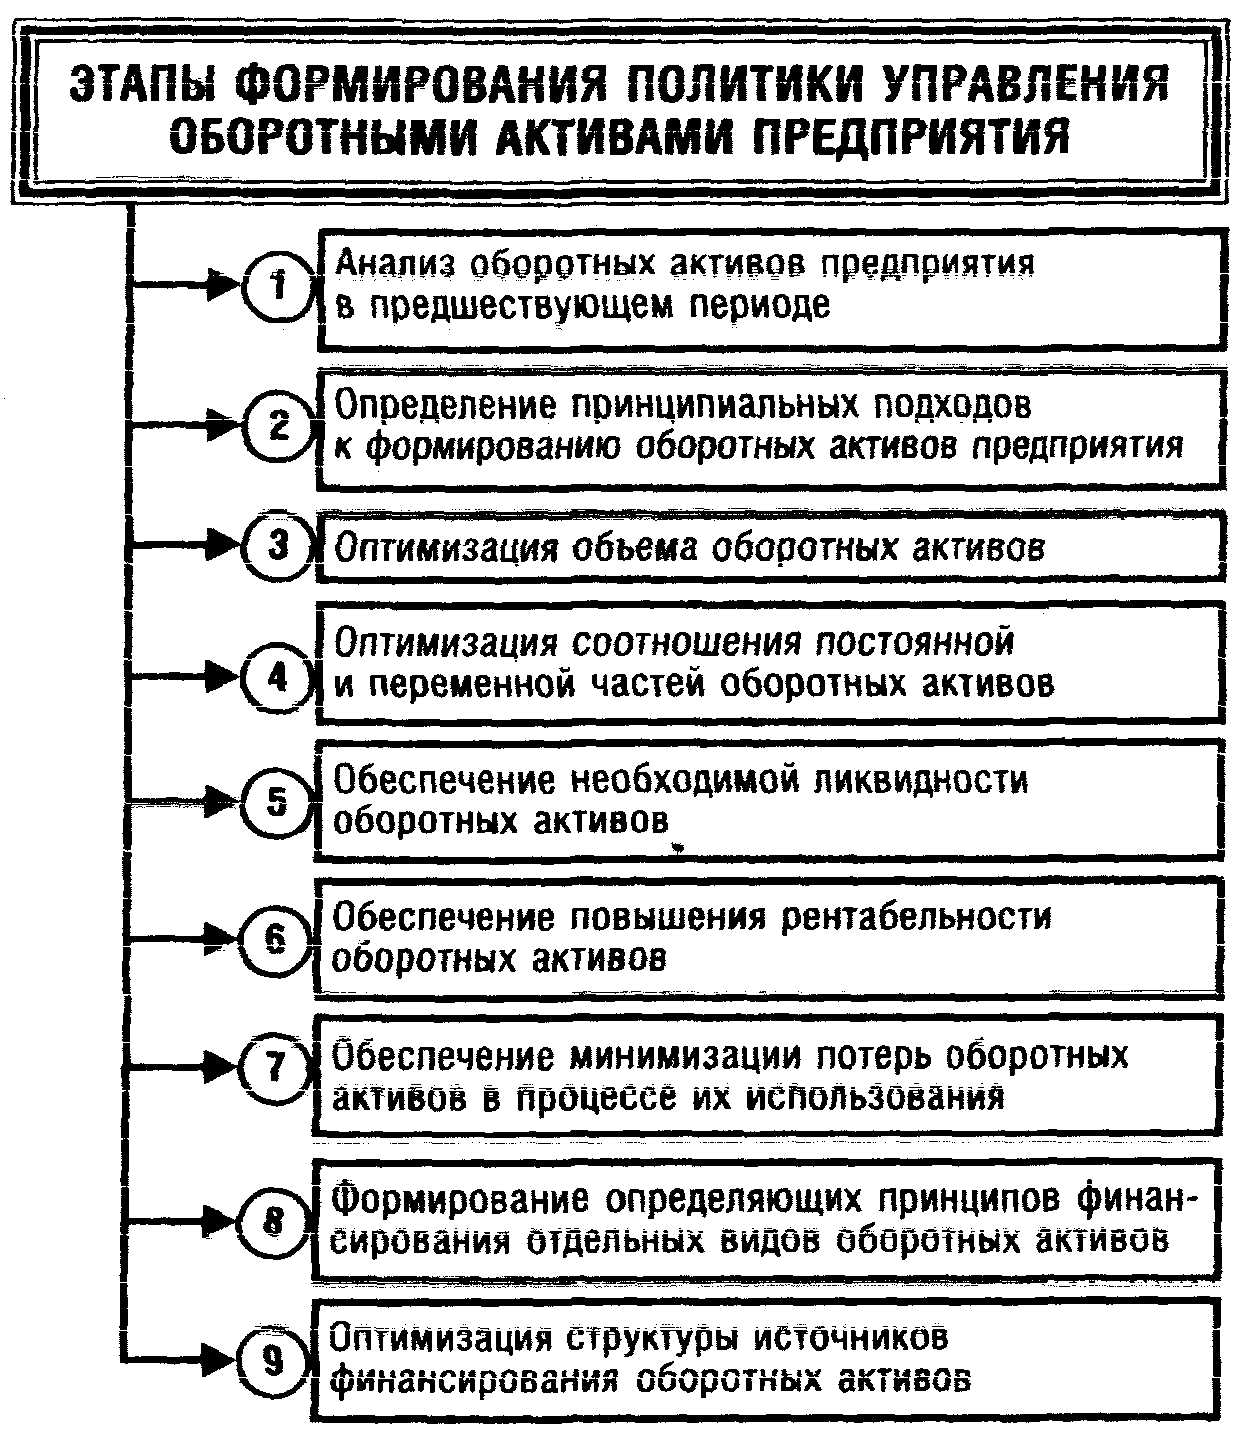 ЭТАПЫ ФОРМИРОВАНИЯ ПОЛИТИКИ УПРАВЛЕНИЯ
ОБОРОТНЫМИ АКТИВАМИ ПРЕДПРИЯТИЯ
1
Анализ оборотных активов предприятия
в предшествующем периоде
2
Определение принципиальных подходов
к формированию оборотных активов предприятия
3
Оптимизация объема оборотных активов
4
Оптимизация соотношения постоянной
и переменной частей оборотных активов
5
Обеспечение необходимой ликвидности
оборотных активов
6
Обеспечение повышения рентабельности
оборотных активов
7
Обеспечение минимизации потерь оборотных
активов в процессе их использования
8
Формирование определяющих принципов финан-
сирования отдельных видов оборотных активов
9
Оптимизация структуры источников
финансирования оборотных активов